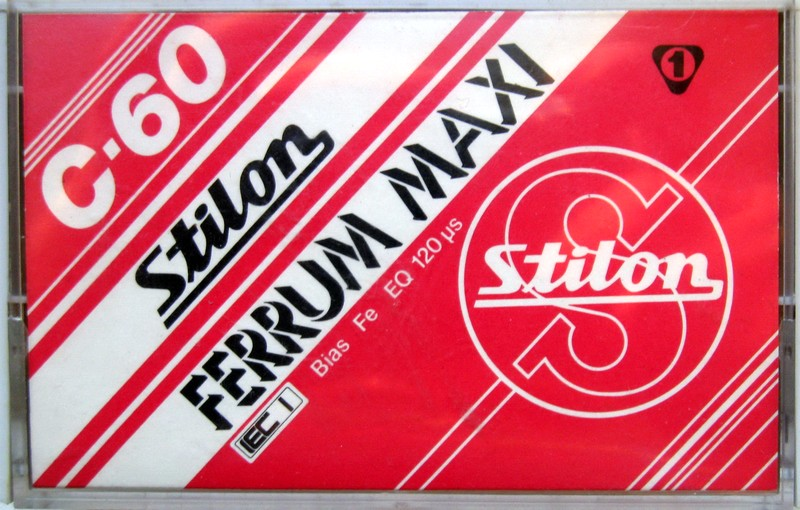 C-60
Stilon
FERRUM MAXI
IEC I
Bias Fe EQ 120 µs
1
S
Stilon